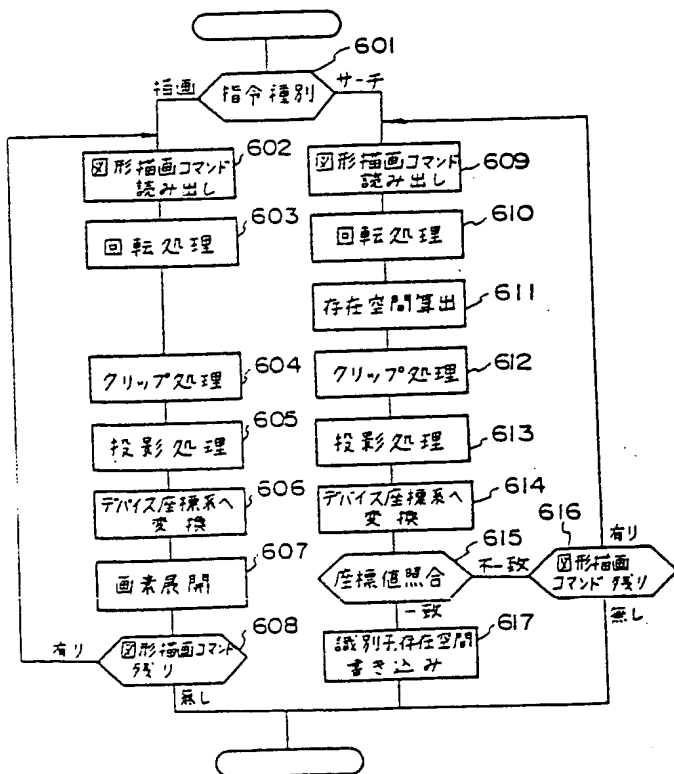 601
描画
指令種別
サーチ
602
図形描画コマンド
読み出し
603
回転処理
604
クリップ処理
605
投影処理
606
デバイス座標系へ
変換
607
画素展開
608
有り
図形描画コマンド
残り
無し
609
図形描画コマンド
読み出し
610
回転処理
611
存在空間算出
612
クリップ処理
613
投影処理
614
デバイス座標系へ
変換
615
座標値照合
不一致
一致
616
有り
図形描画
コマンド残り
無し
617
識別子,存在空間
書き込み